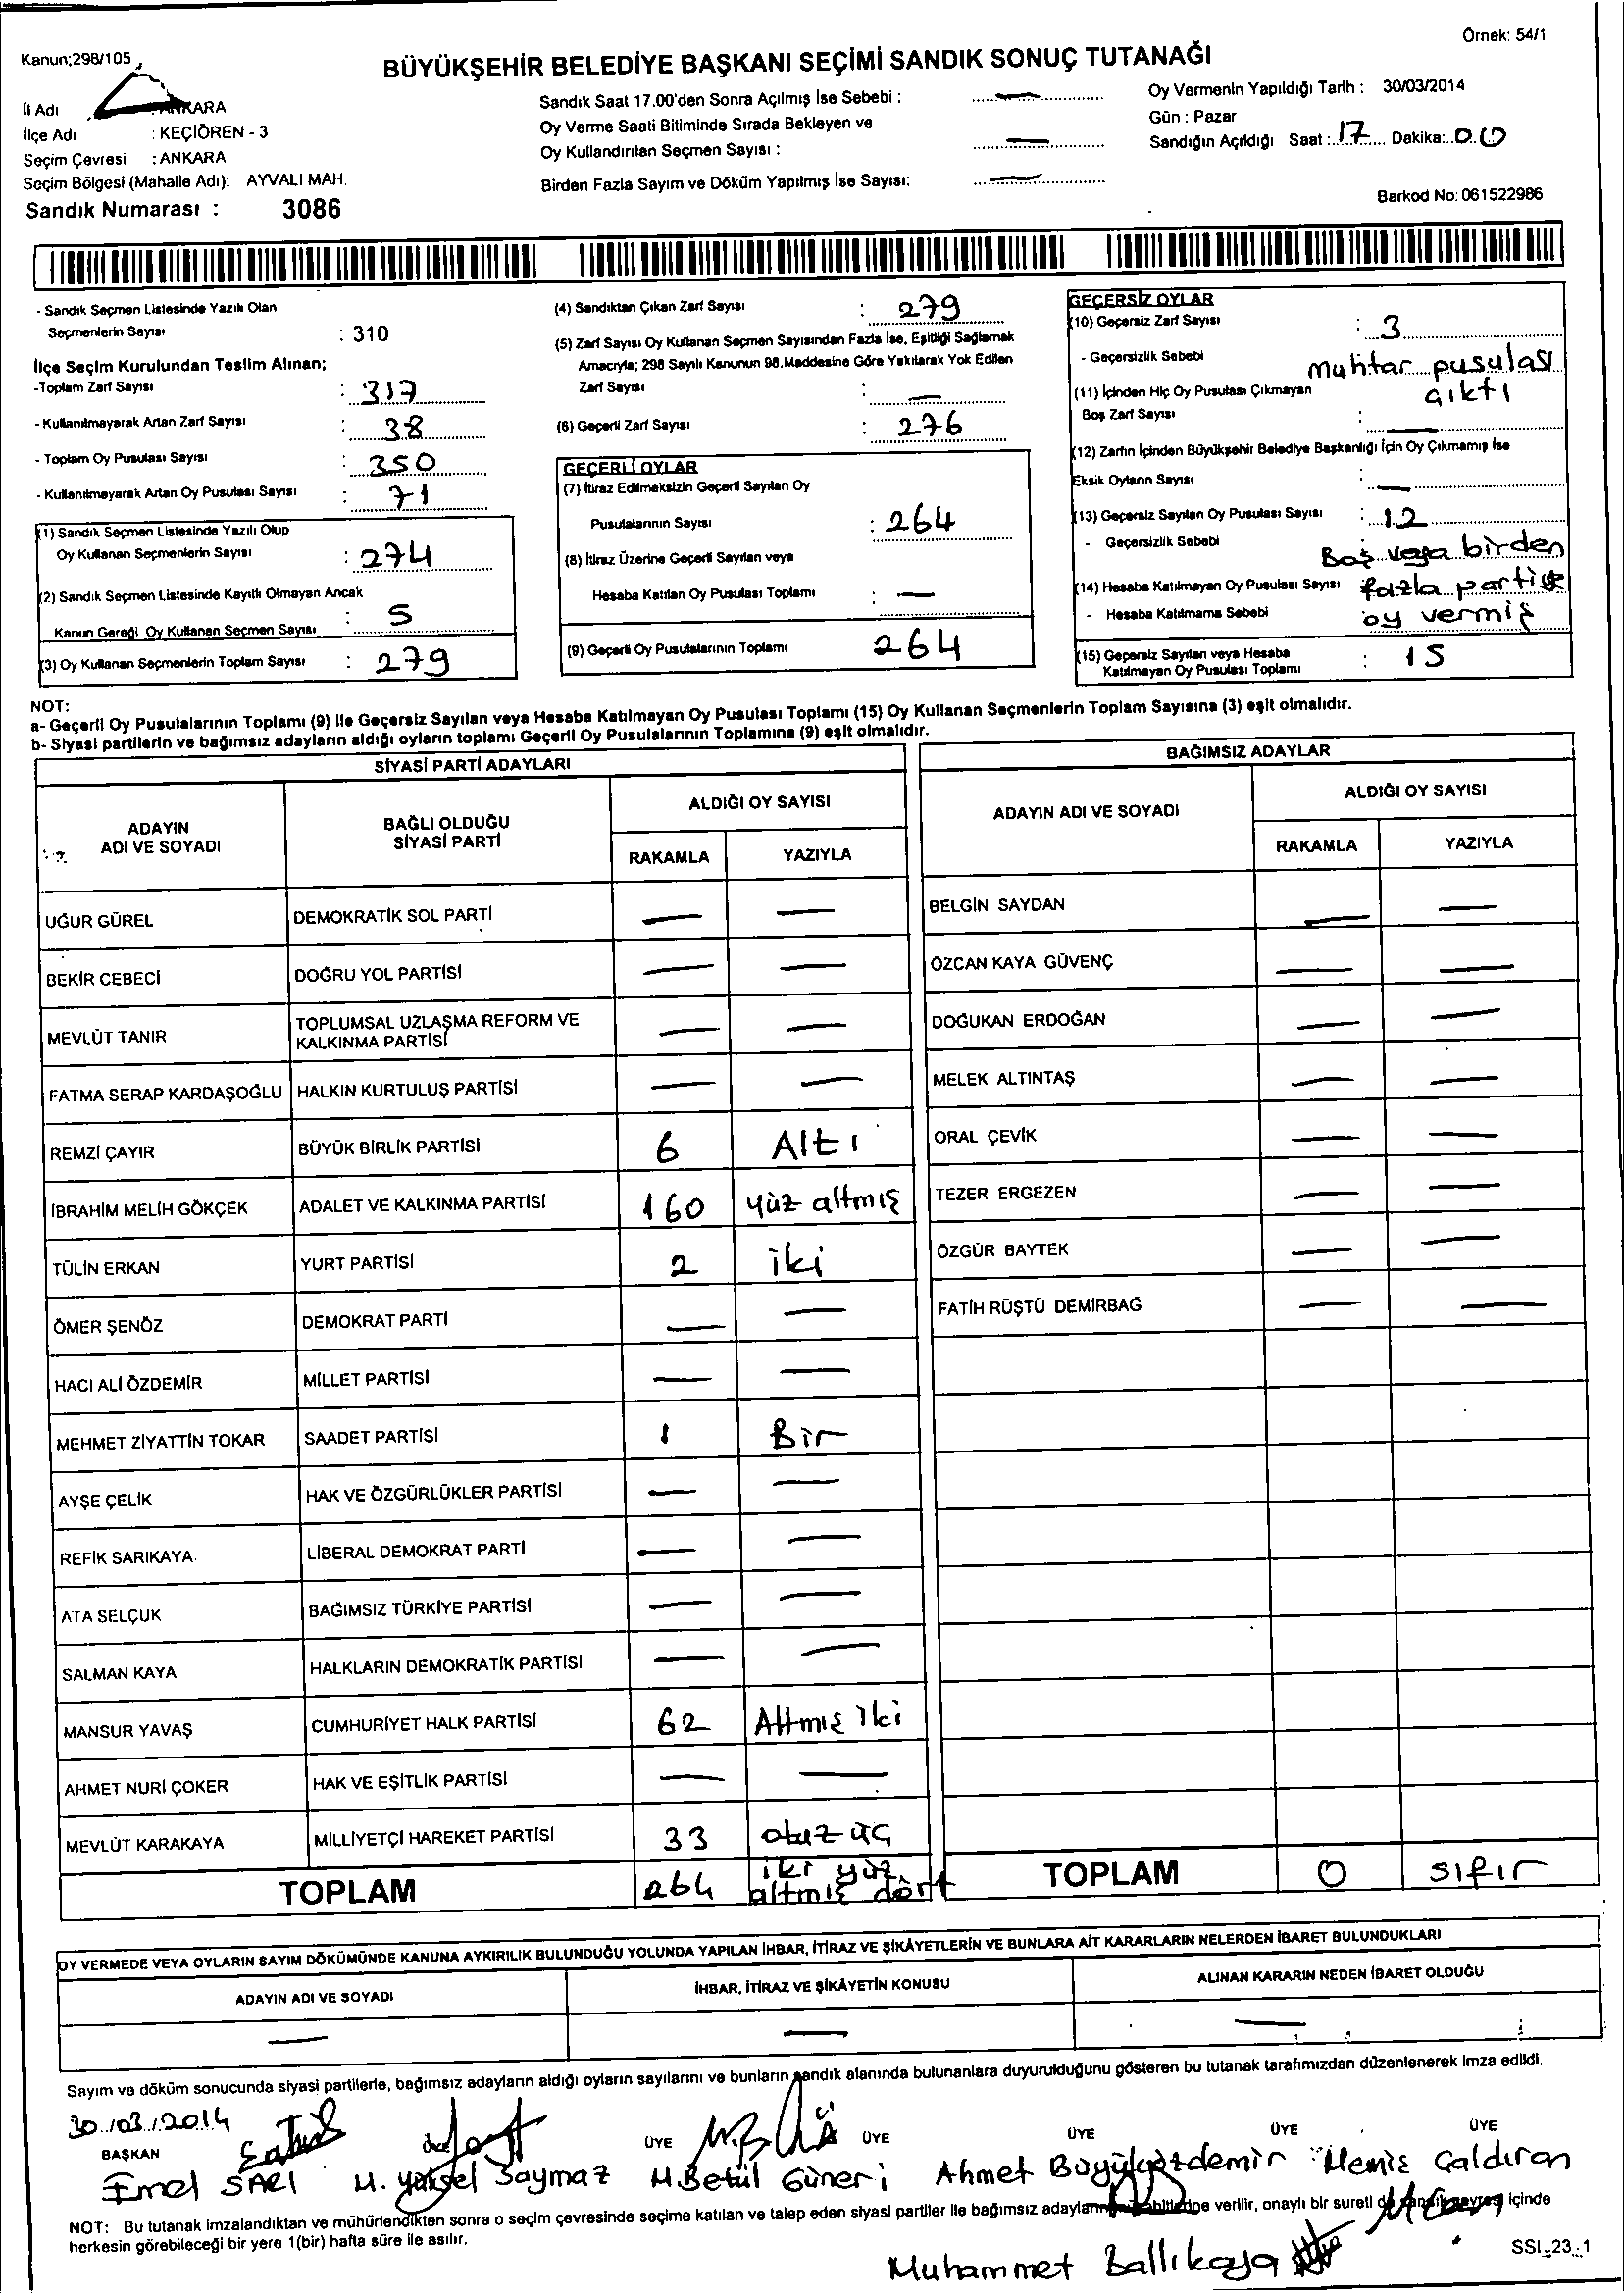 Örnek: 54/1
Kanun;298/105
BÜYÜKŞEHİR BELEDİYE BAŞKANI SEÇİMİ SANDIK SONUÇ TUTANAĞI
İl Adı : ANKARA
İlçe Adı : KEÇİÖREN - 3
Seçim Çevresi : ANKARA
Seçim Bölgesi (Mahalle Adı): AYVALI MAH.
Sandık Numarası : 3086
Sandık Saat 17.00'den Sonra Açılmış İse Sebebi : —
Oy Verme Saati Bitiminde Sırada Bekleyen ve
Oy Kullandırılan Seçmen Sayısı : —
Birden Fazla Sayım ve Döküm Yapılmış İse Sayısı: —
Oy Vermenin Yapıldığı Tarih : 30/03/2014
Gün : Pazar
Sandığın Açıldığı Saat : 17 Dakika: 00
Barkod No: 061522986
- Sandık Seçmen Listesinde Yazılı Olan
Seçmenlerin Sayısı : 310
İlçe Seçim Kurulundan Teslim Alınan;
-Toplam Zarf Sayısı : 317
- Kullanılmayarak Artan Zarf Sayısı : 38
- Toplam Oy Pusulası Sayısı : 350
- Kullanılmayarak Artan Oy Pusulası Sayısı : 71
(1) Sandık Seçmen Listesinde Yazılı Olup
Oy Kullanan Seçmenlerin Sayısı : 274
(2) Sandık Seçmen Listesinde Kayıtlı Olmayan Ancak
Kanun Gereği Oy Kullanan Seçmen Sayısı : 5
(3) Oy Kullanan Seçmenlerin Toplam Sayısı : 279
(4) Sandıktan Çıkan Zarf Sayısı : 279
(5) Zarf Sayısı Oy Kullanan Seçmen Sayısından Fazla İse, Eşitliği Sağlamak
Amacıyla; 298 Sayılı Kanunun 98.Maddesine Göre Yakılarak Yok Edilen
Zarf Sayısı : —
(6) Geçerli Zarf Sayısı : 276
GEÇERLİ OYLAR
(7) İtiraz Edilmeksizin Geçerli Sayılan Oy
Pusulalarının Sayısı : 264
(8) İtiraz Üzerine Geçerli Sayılan veya
Hesaba Katılan Oy Pusulası Toplamı : —
(9) Geçerli Oy Pusulalarının Toplamı 264
GEÇERSİZ OYLAR
(10) Geçersiz Zarf Sayısı : 3
- Geçersizlik Sebebi muhtar pusulası
çıktı
(11) İçinden Hiç Oy Pusulası Çıkmayan
Boş Zarf Sayısı : —
(12) Zarfın İçinden Büyükşehir Belediye Başkanlığı İçin Oy Çıkmamış İse
Eksik Oyların Sayısı : —
(13) Geçersiz Sayılan Oy Pusulası Sayısı : 12
- Geçersizlik Sebebi Boş veya birden
(14) Hesaba Katılmayan Oy Pusulası Sayısı fazla partiye
- Hesaba Katılmama Sebebi oy vermiş
(15) Geçersiz Sayılan veya Hesaba
Katılmayan Oy Pusulası Toplamı : 15
NOT:
a- Geçerli Oy Pusulalarının Toplamı (9) ile Geçersiz Sayılan veya Hesaba Katılmayan Oy Pusulası Toplamı (15) Oy Kullanan Seçmenlerin Toplam Sayısına (3) eşit olmalıdır.
b- Siyasi partilerin ve bağımsız adayların aldığı oyların toplamı Geçerli Oy Pusulalarının Toplamına (9) eşit olmalıdır.
SİYASİ PARTİ ADAYLARI
ADAYIN ADI VE SOYADI BAĞLI OLDUĞU SİYASİ PARTİ ALDIĞI OY SAYISI
RAKAMLA YAZIYLA
UĞUR GÜREL DEMOKRATİK SOL PARTİ — —
BEKİR CEBECİ DOĞRU YOL PARTİSİ — —
MEVLÜT TANIR TOPLUMSAL UZLAŞMA REFORM VE KALKINMA PARTİSİ — —
FATMA SERAP KARDAŞOĞLU HALKIN KURTULUŞ PARTİSİ — —
REMZİ ÇAYIR BÜYÜK BİRLİK PARTİSİ 6 Altı
İBRAHİM MELİH GÖKÇEK ADALET VE KALKINMA PARTİSİ 160 yüz altmış
TÜLİN ERKAN YURT PARTİSİ 2 iki
ÖMER ŞENÖZ DEMOKRAT PARTİ — —
HACI ALİ ÖZDEMİR MİLLET PARTİSİ — —
MEHMET ZİYATTİN TOKAR SAADET PARTİSİ 1 Bir
AYŞE ÇELİK HAK VE ÖZGÜRLÜKLER PARTİSİ — —
REFİK SARIKAYA LİBERAL DEMOKRAT PARTİ — —
ATA SELÇUK BAĞIMSIZ TÜRKİYE PARTİSİ — —
SALMAN KAYA HALKLARIN DEMOKRATİK PARTİSİ — —
MANSUR YAVAŞ CUMHURİYET HALK PARTİSİ 62 Altmış iki
AHMET NURİ ÇOKER HAK VE EŞİTLİK PARTİSİ — —
MEVLÜT KARAKAYA MİLLİYETÇİ HAREKET PARTİSİ 33 otuz üç
TOPLAM 264 iki yüz altmış dört
BAĞIMSIZ ADAYLAR
ADAYIN ADI VE SOYADI ALDIĞI OY SAYISI
RAKAMLA YAZIYLA
BELGİN SAYDAN — —
ÖZCAN KAYA GÜVENÇ — —
DOĞUKAN ERDOĞAN — —
MELEK ALTINTAŞ — —
ORAL ÇEVİK — —
TEZER ERGEZEN — —
ÖZGÜR BAYTEK — —
FATİH RÜŞTÜ DEMİRBAĞ — —
TOPLAM 0 sıfır
OY VERMEDE VEYA OYLARIN SAYIM DÖKÜMÜNDE KANUNA AYKIRILIK BULUNDUĞU YOLUNDA YAPILAN İHBAR, İTİRAZ VE ŞİKÂYETLERİN VE BUNLARA AİT KARARLARIN NELERDEN İBARET BULUNDUKLARI
ADAYIN ADI VE SOYADI İHBAR, İTİRAZ VE ŞİKÂYETİN KONUSU ALINAN KARARIN NEDEN İBARET OLDUĞU
— — —
Sayım ve döküm sonucunda siyasi partilerle, bağımsız adayların aldığı oyların sayılarını ve bunların sandık alanında bulunanlara duyurulduğunu gösteren bu tutanak tarafımızdan düzenlenerek imza edildi.
30/03/2014
BAŞKAN ÜYE ÜYE ÜYE ÜYE ÜYE
Emel SARI M. Yüksel Saymaz M.Betül Güneri Ahmet Büyüközdemir Caldıran
NOT: Bu tutanak imzalandıktan ve mühürlendikten sonra o seçim çevresinde seçime katılan ve talep eden siyasi partiler ile bağımsız adayların verilir, onaylı bir sureti içinde
herkesin görebileceği bir yere 1(bir) hafta süre ile asılır.
Muhammet Ballıkaya
SSI_23_1